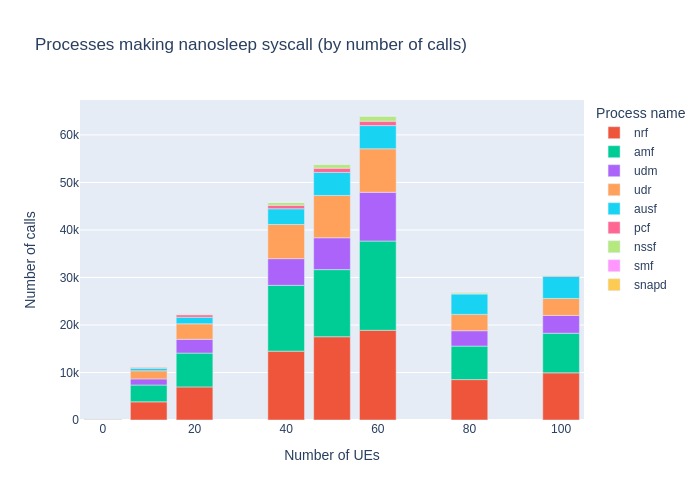 Processes making nanosleep syscall (by number of calls)
Process name
nrf
amf
udm
udr
ausf
pcf
nssf
smf
snapd
Number of calls
60k
50k
40k
30k
20k
10k
0
0 20 40 60 80 100
Number of UEs